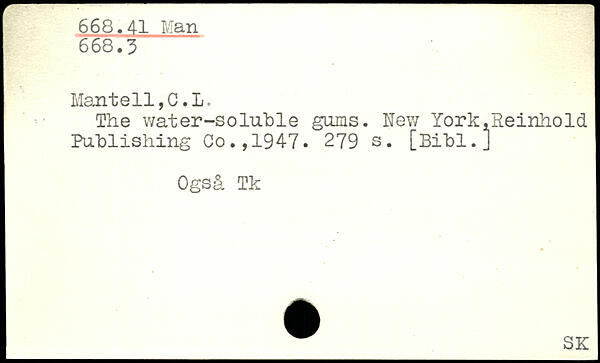 668.41 Man
668.3
Mantell,C.L.
The water-soluble gums. New York,Reinhold
Publishing Co.,1947. 279 s. [Bibl.]
Også Tk
SK